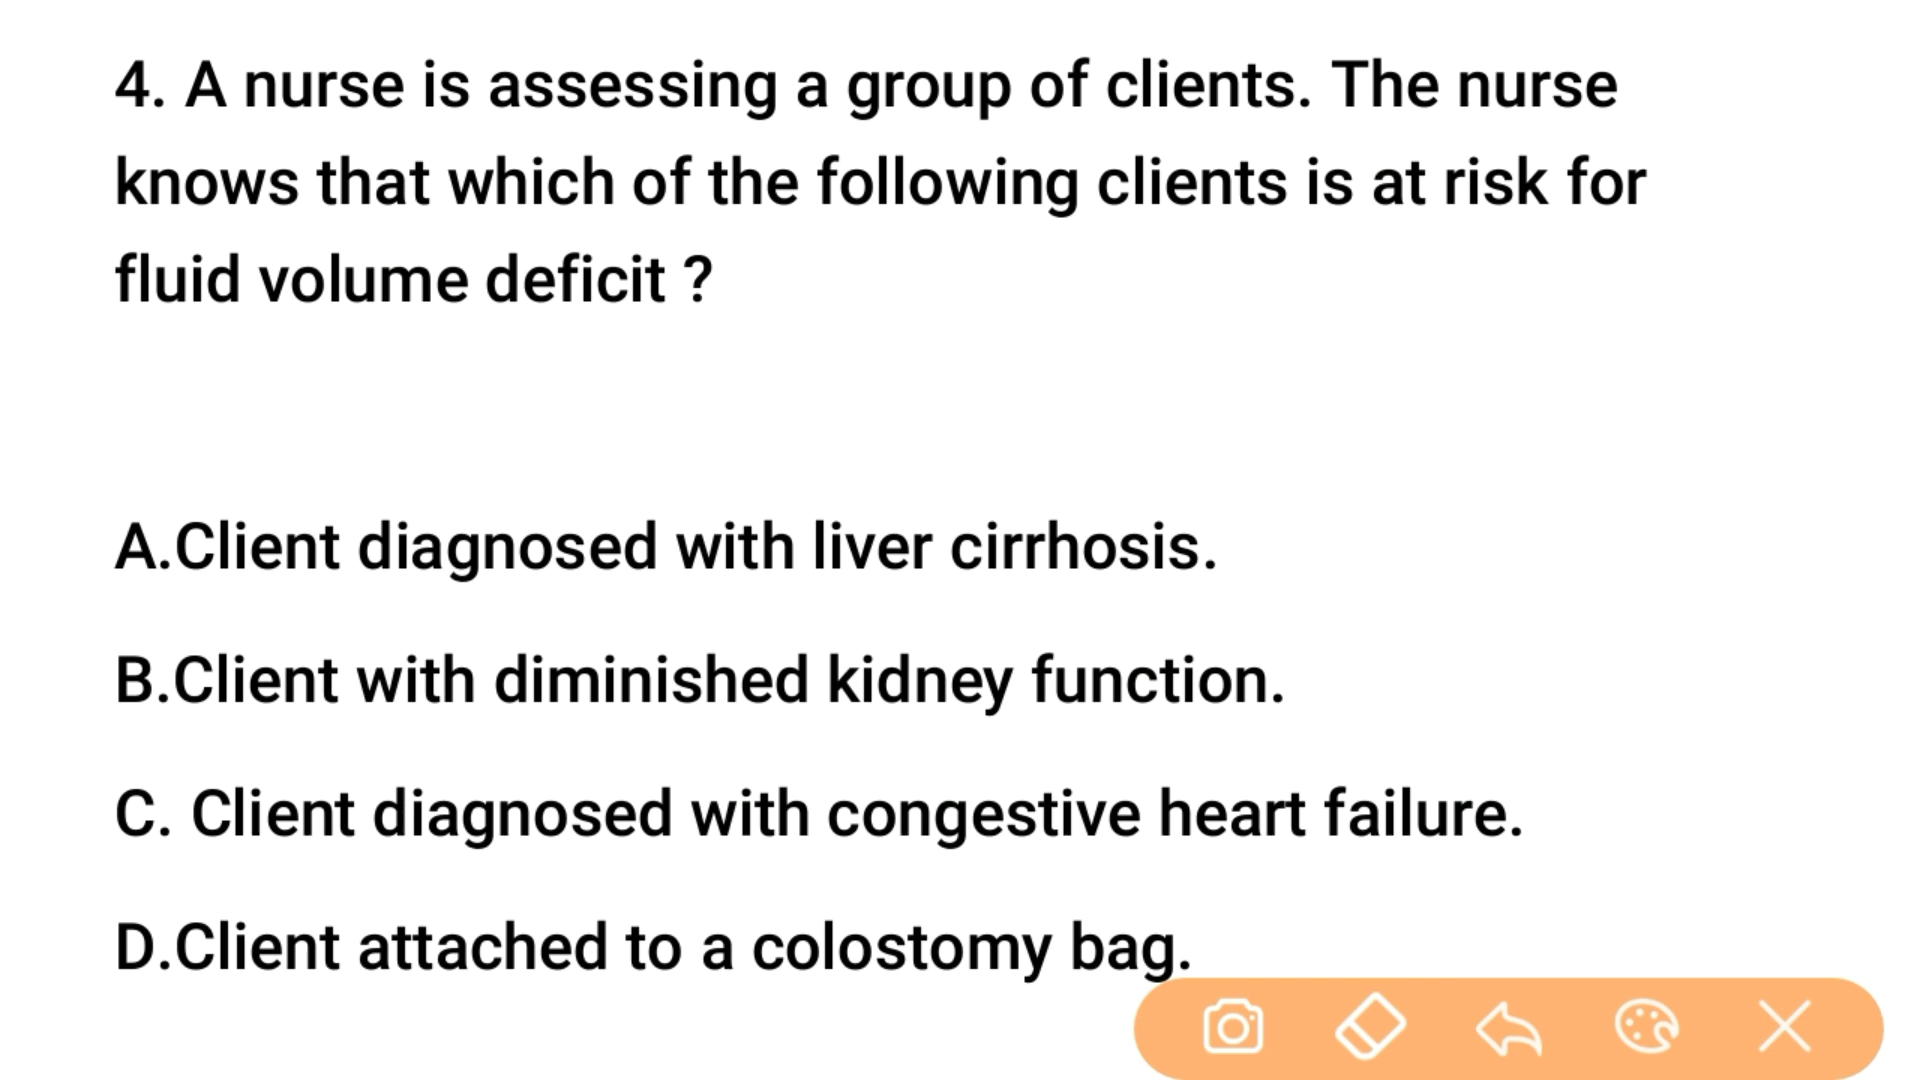 4. A nurse is assessing a group of clients. The nurse
knows that which of the following clients is at risk for
fluid volume deficit ?
A.Client diagnosed with liver cirrhosis.
B.Client with diminished kidney function.
C. Client diagnosed with congestive heart failure.
D.Client attached to a colostomy bag.